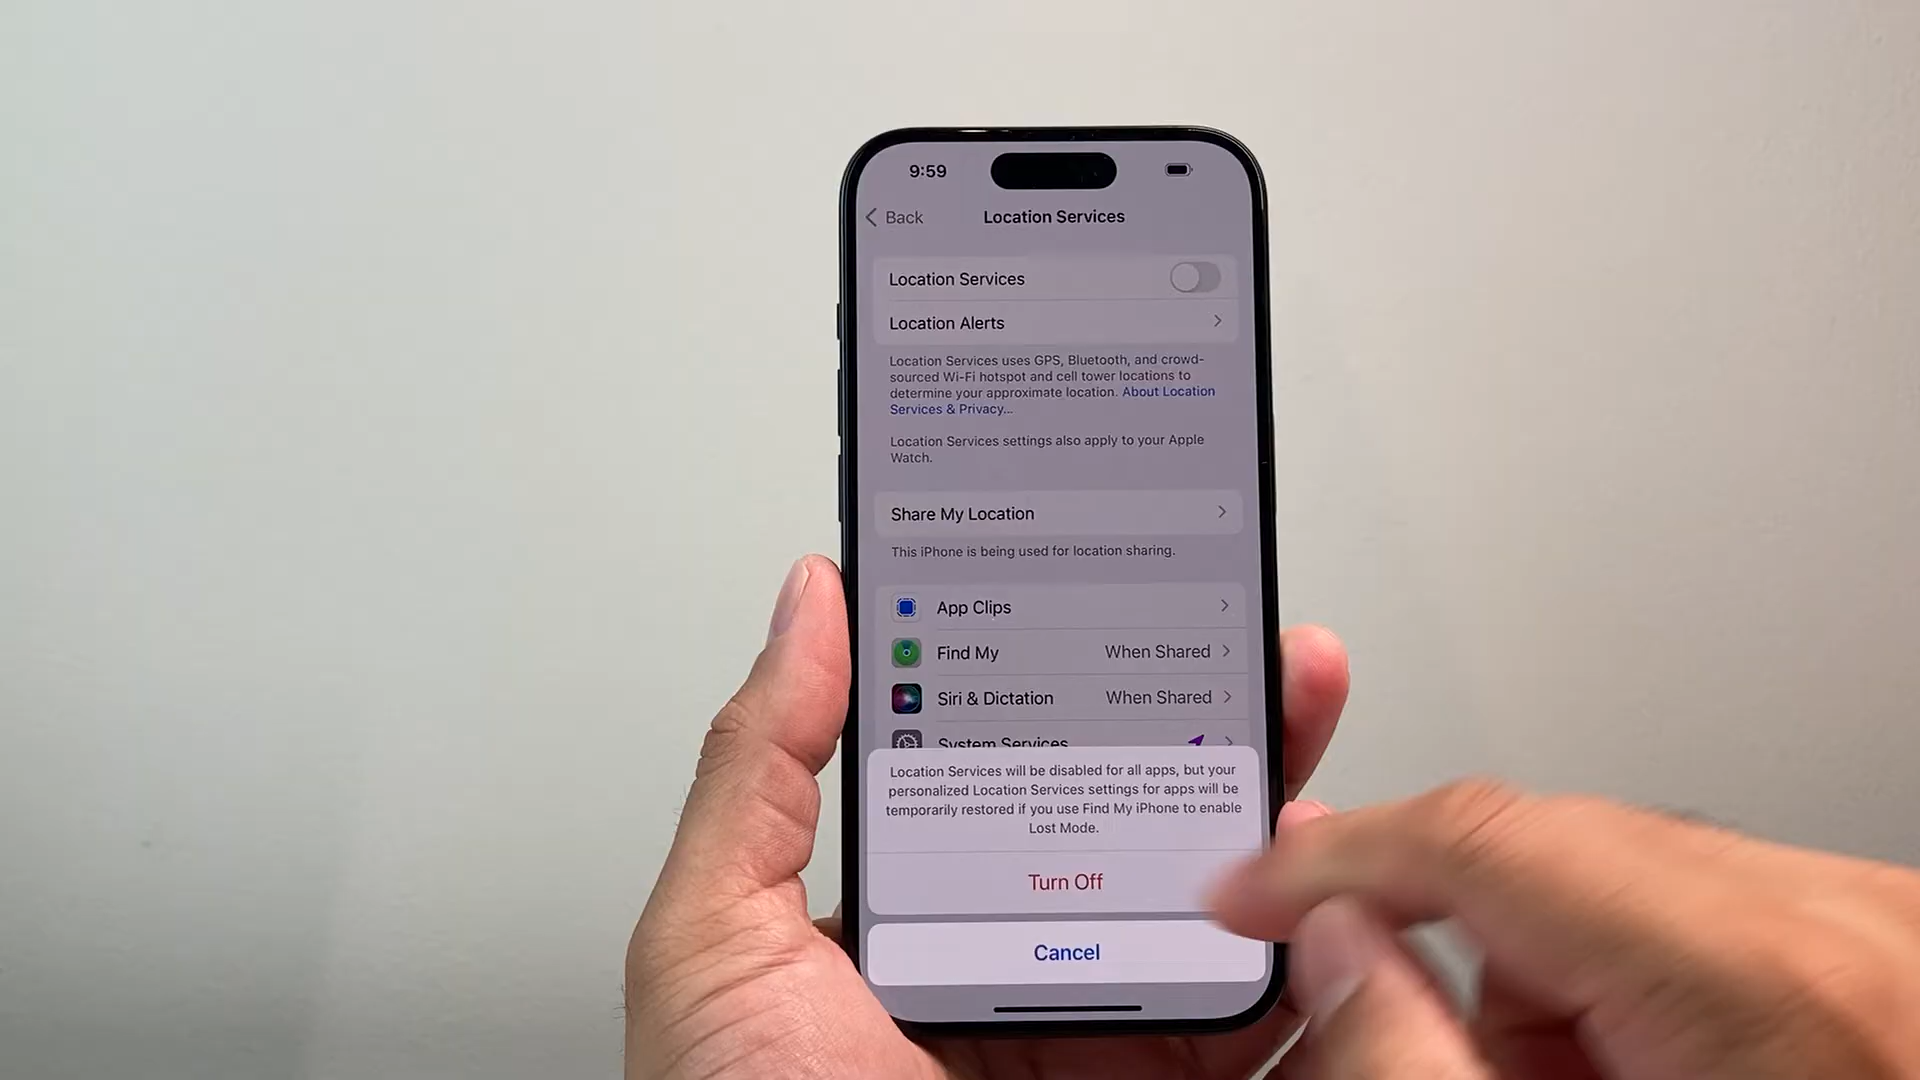 9:59
Back
Location Services
Location Services
Location Alerts
Location Services uses GPS, Bluetooth, and crowd-
sourced Wi-Fi hotspot and cell tower locations to
determine your approximate location. About Location
Services & Privacy...
Location Services settings also apply to your Apple
Watch.
Share My Location
This iPhone is being used for location sharing.
App Clips
Find My When Shared
Siri & Dictation When Shared
System Services
Location Services will be disabled for all apps, but your
personalized Location Services settings for apps will be
temporarily restored if you use Find My iPhone to enable
Lost Mode.
Turn Off
Cancel